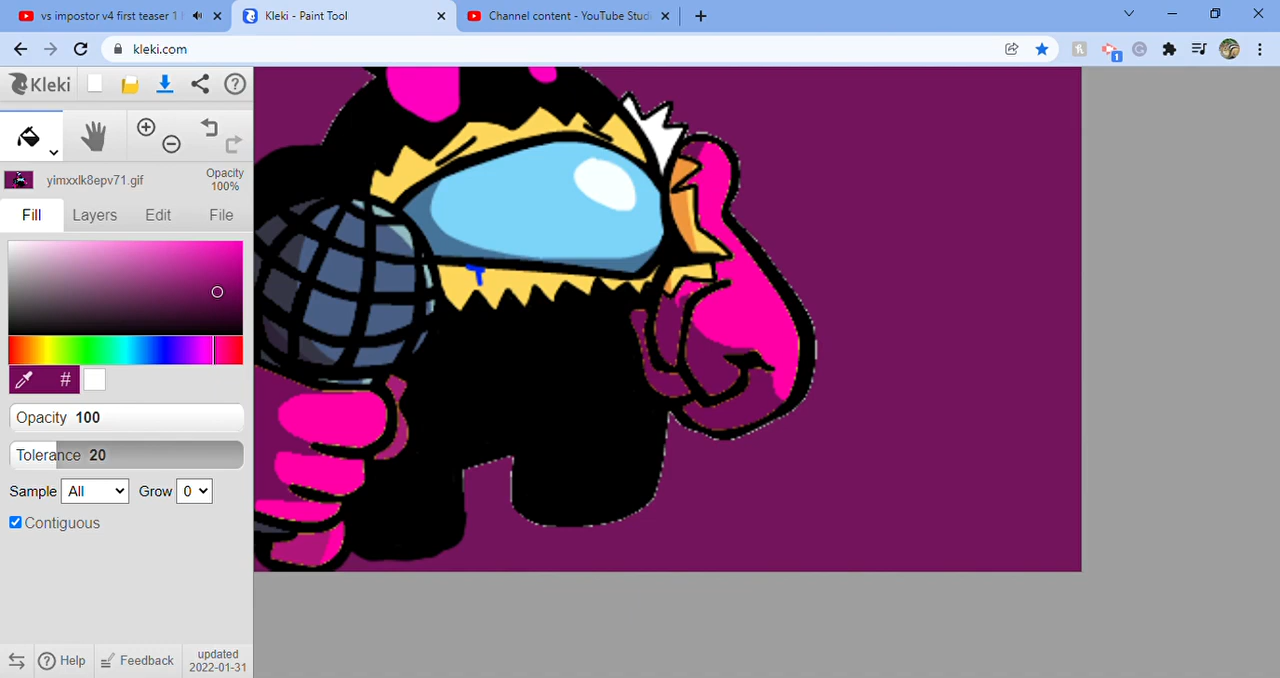 vs impostor v4 first teaser 1
Kleki - Paint Tool
Channel content - YouTube Studi
kleki.com
1
Kleki
yimxxlk8epv71.gif
Opacity
100%
Fill Layers Edit File
#
Opacity 100
Tolerance 20
Sample All Grow 0
Contiguous
Help Feedback updated
2022-01-31